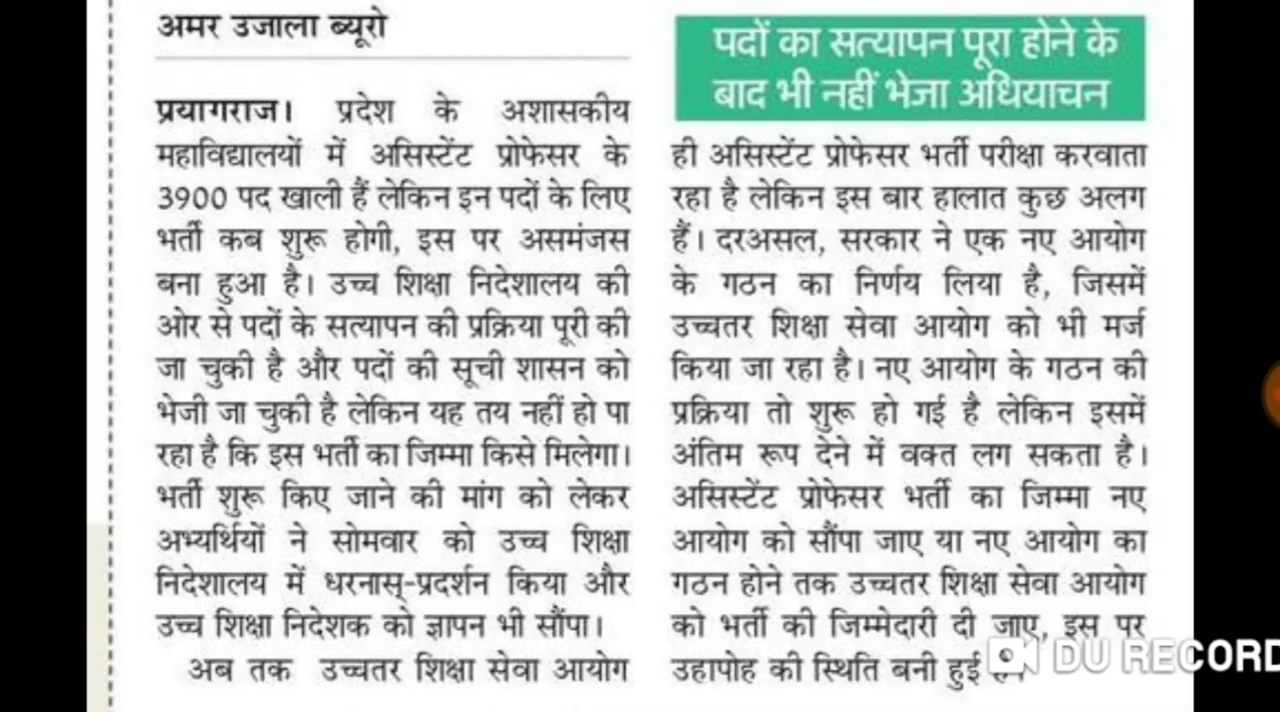 अमर उजाला ब्यूरो
प्रयागराज। प्रदेश के अशासकीय
महाविद्यालयों में असिस्टेंट प्रोफेसर के
3900 पद खाली हैं लेकिन इन पदों के लिए
भर्ती कब शुरू होगी, इस पर असमंजस
बना हुआ है। उच्च शिक्षा निदेशालय की
ओर से पदों के सत्यापन की प्रक्रिया पूरी की
जा चुकी है और पदों की सूची शासन को
भेजी जा चुकी है लेकिन यह तय नहीं हो पा
रहा है कि इस भर्ती का जिम्मा किसे मिलेगा।
भर्ती शुरू किए जाने की मांग को लेकर
अभ्यर्थियों ने सोमवार को उच्च शिक्षा
निदेशालय में धरनास्-प्रदर्शन किया और
उच्च शिक्षा निदेशक को ज्ञापन भी सौंपा।
अब तक उच्चतर शिक्षा सेवा आयोग
पदों का सत्यापन पूरा होने के
बाद भी नहीं भेजा अधियाचन
ही असिस्टेंट प्रोफेसर भर्ती परीक्षा करवाता
रहा है लेकिन इस बार हालात कुछ अलग
हैं। दरअसल, सरकार ने एक नए आयोग
के गठन का निर्णय लिया है, जिसमें
उच्चतर शिक्षा सेवा आयोग को भी मर्ज
किया जा रहा है। नए आयोग के गठन की
प्रक्रिया तो शुरू हो गई है लेकिन इसमें
अंतिम रूप देने में वक्त लग सकता है।
असिस्टेंट प्रोफेसर भर्ती का जिम्मा नए
आयोग को सौंपा जाए या नए आयोग का
गठन होने तक उच्चतर शिक्षा सेवा आयोग
को भर्ती की जिम्मेदारी दी जाए, इस पर
उहापोह की स्थिति बनी हुई
DU RECORD